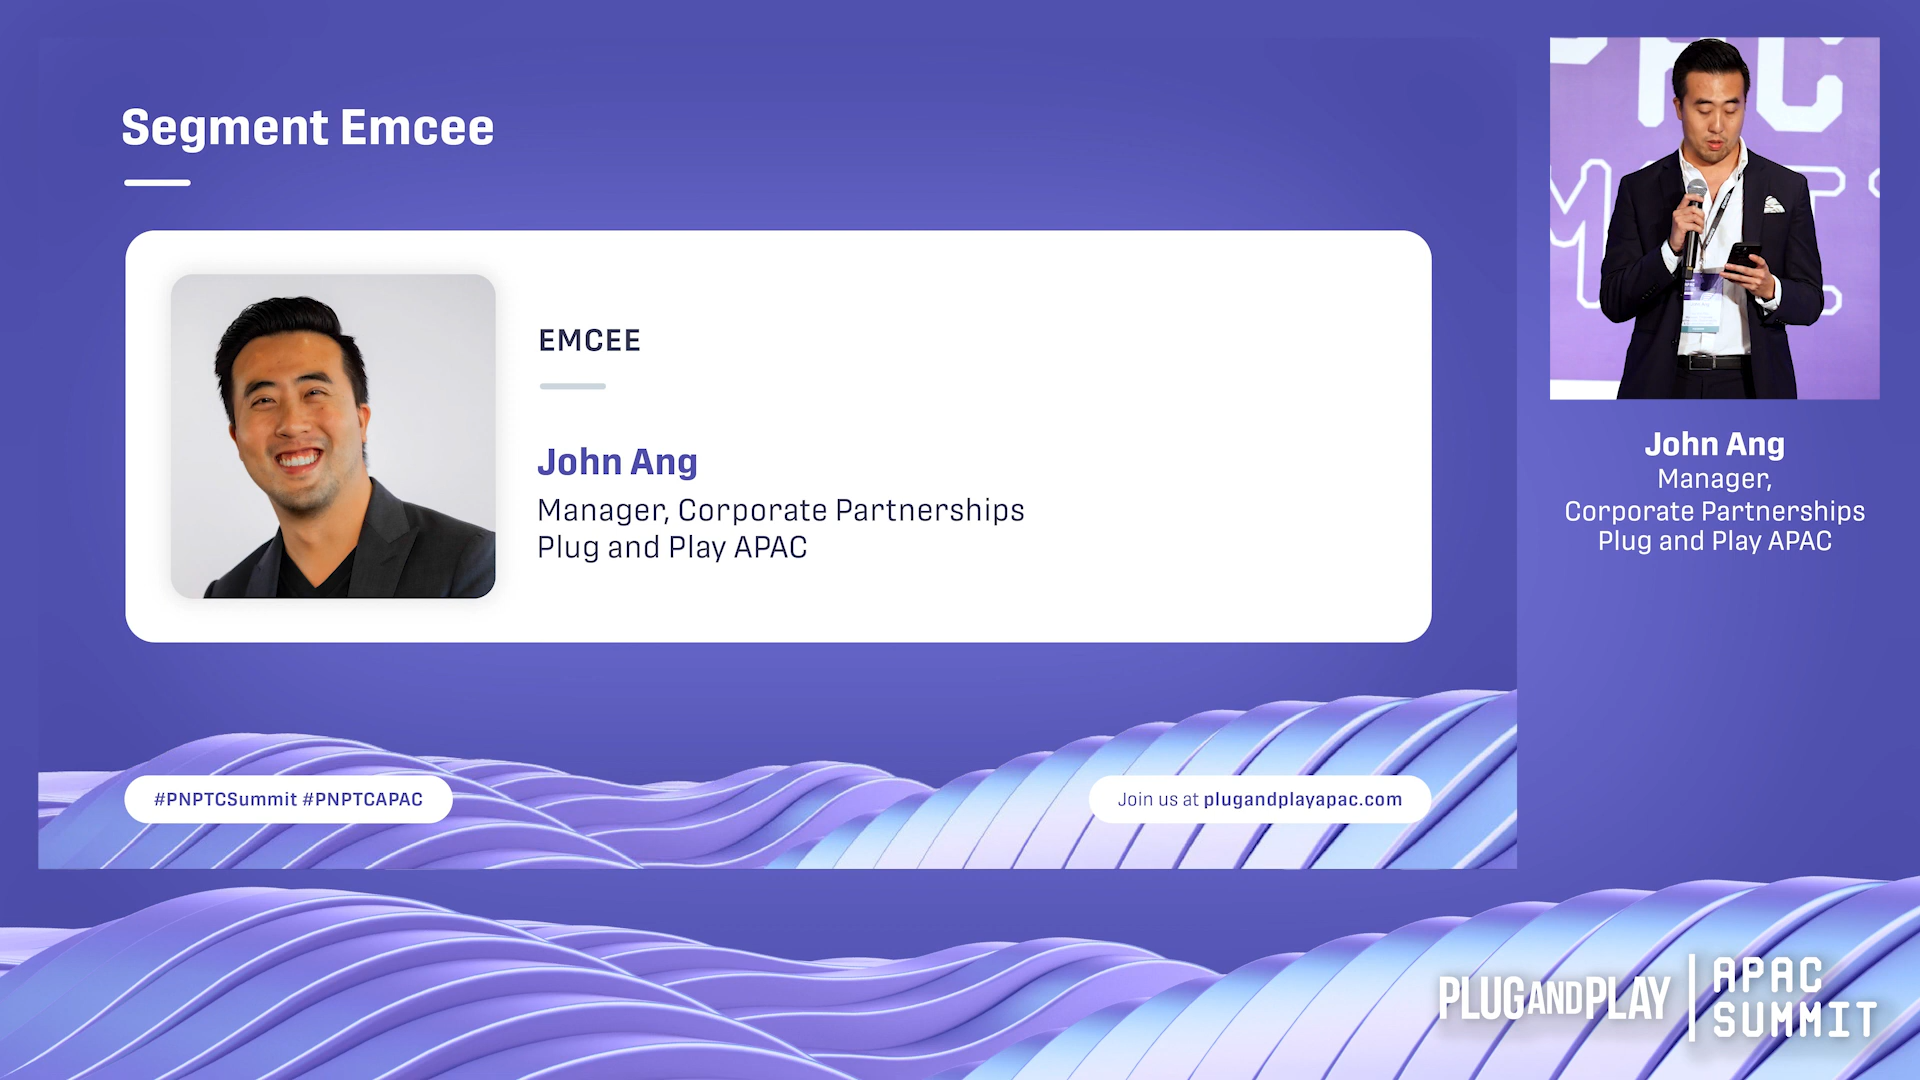 Segment Emcee
EMCEE
John Ang
Manager, Corporate Partnerships
Plug and Play APAC
#PNPTCSummit #PNPTCAPAC
Join us at plugandplayapac.com
John Ang
Manager,
Corporate Partnerships
Plug and Play APAC
PLUGANDPLAY
APAC
SUMMIT